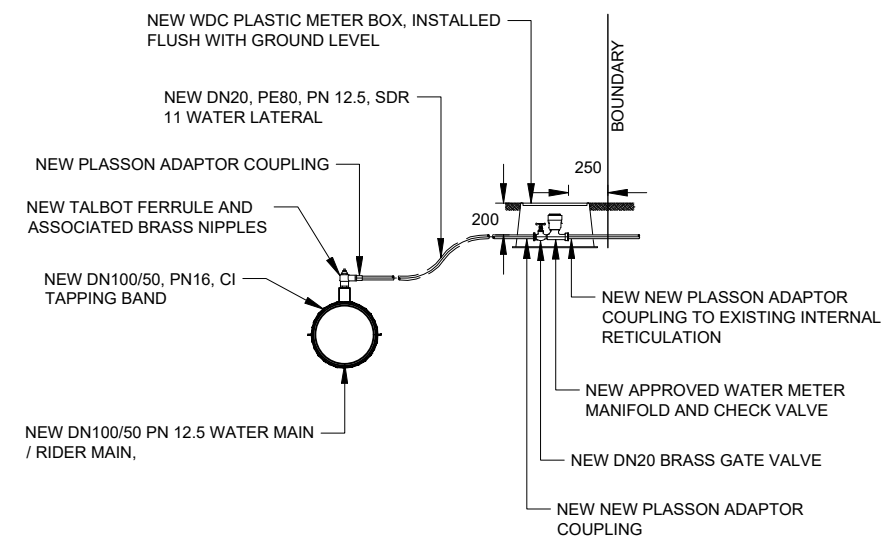 NEW WDC PLASTIC METER BOX, INSTALLED
FLUSH WITH GROUND LEVEL
BOUNDARY
NEW DN20, PE80, PN 12.5, SDR
11 WATER LATERAL
250
NEW PLASSON ADAPTOR COUPLING
200
NEW TALBOT FERRULE AND
ASSOCIATED BRASS NIPPLES
NEW DN100/50, PN16, CI
TAPPING BAND
NEW NEW PLASSON ADAPTOR
COUPLING TO EXISTING INTERNAL
RETICULATION
NEW APPROVED WATER METER
MANIFOLD AND CHECK VALVE
NEW DN100/50 PN 12.5 WATER MAIN
/ RIDER MAIN,
NEW DN20 BRASS GATE VALVE
NEW NEW PLASSON ADAPTOR
COUPLING